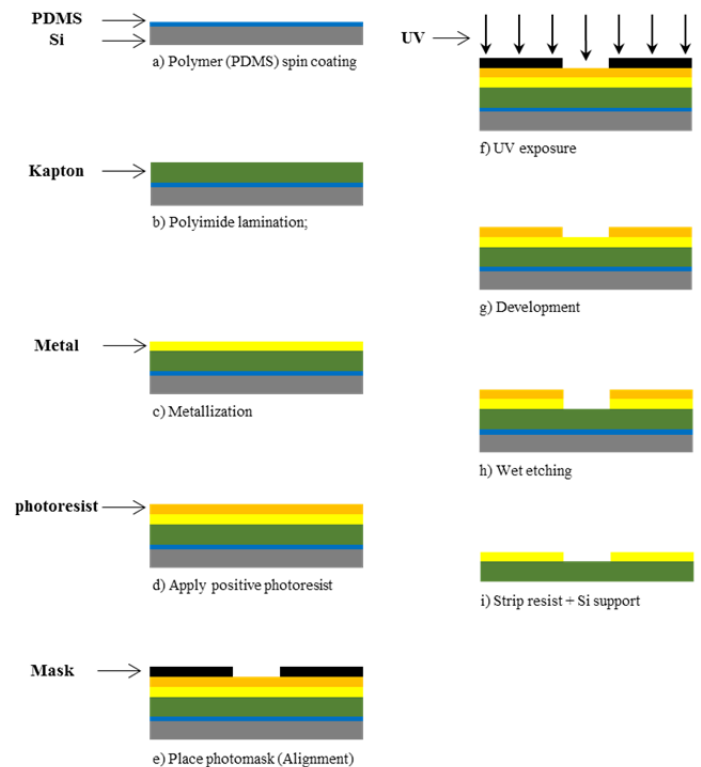 PDMS
Si
a) Polymer (PDMS) spin coating
Kapton
b) Polyimide lamination;
Metal
c) Metallization
photoresist
d) Apply positive photoresist
Mask
e) Place photomask (Alignment)
UV
f) UV exposure
g) Development
h) Wet etching
i) Strip resist + Si support